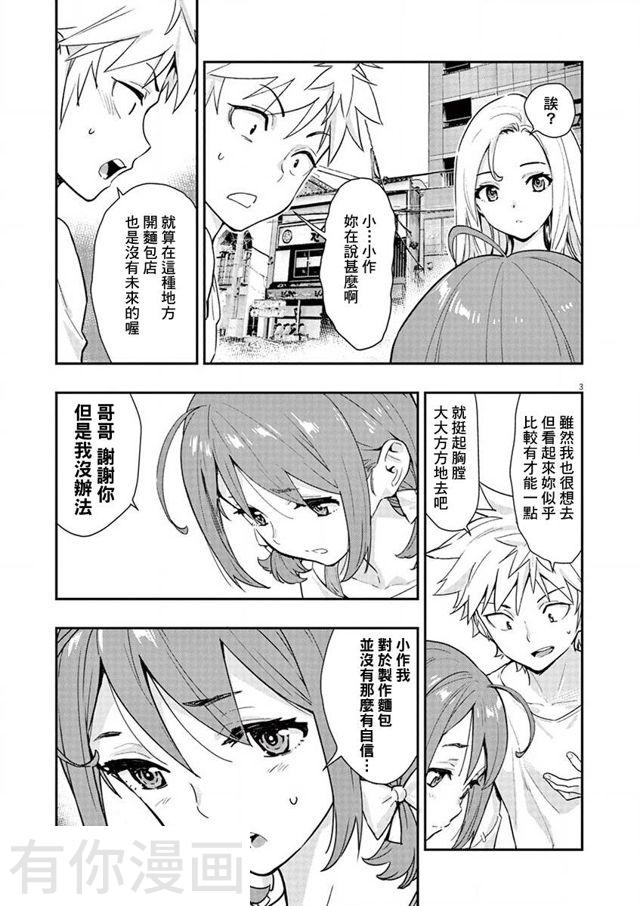 誒？
小…小作
妳在說甚麼啊
就算在這種地方
開麵包店
也是沒有未來的喔
3
雖然我也很想去
但看起來妳似乎
比較有才能一點
就挺起胸膛
大大方方地去吧
哥哥 謝謝你
但是我沒辦法
小作我
對於製作麵包
並沒有那麼有自信…
有你漫画